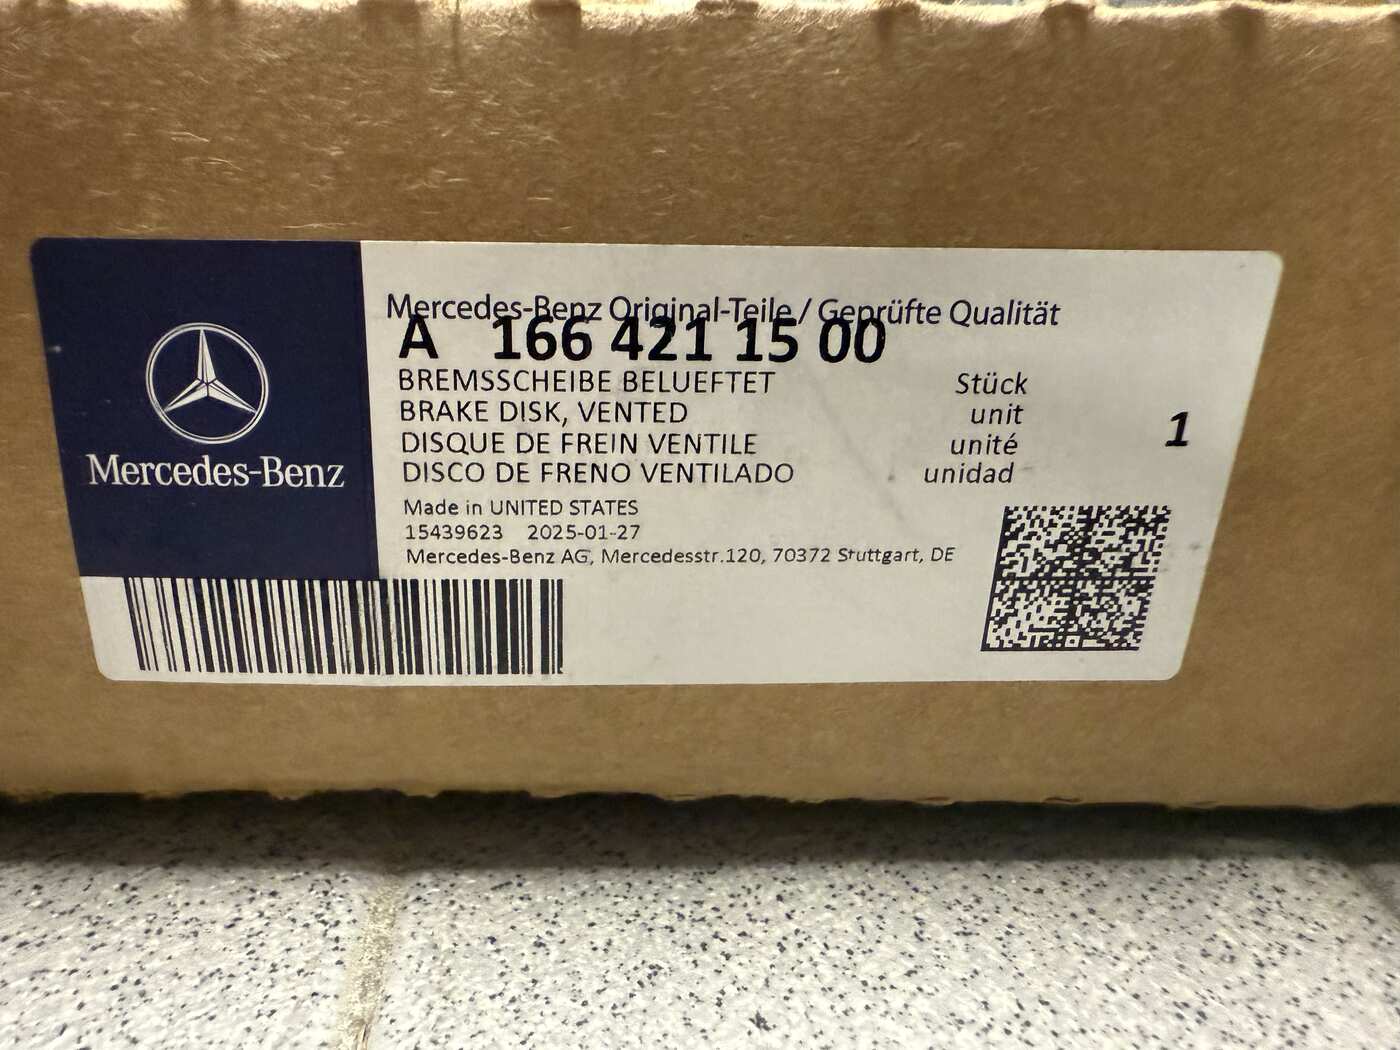 Mercedes-Benz
Mercedes-Benz Original-Teile / Geprüfte Qualität
A 166 421 15 00
BREMSSCHEIBE BELUEFTET Stück
BRAKE DISK, VENTED unit
DISQUE DE FREIN VENTILE unité
DISCO DE FRENO VENTILADO unidad
1
Made in UNITED STATES
15439623 2025-01-27
Mercedes-Benz AG, Mercedesstr.120, 70372 Stuttgart, DE